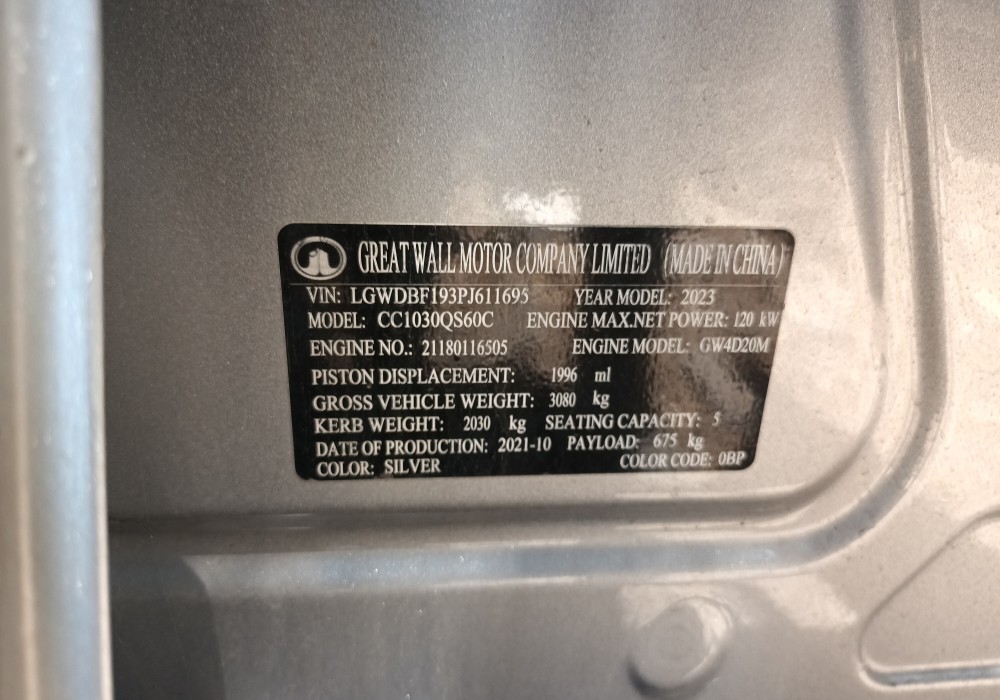 GREAT WALL MOTOR COMPANY LIMITED (MADE IN CHINA)
VIN: LGWDBF193PJ611695 YEAR MODEL: 2023
MODEL: CC1030QS60C ENGINE MAX.NET POWER: 120 kW
ENGINE NO.: 21180116505 ENGINE MODEL: GW4D20M
PISTON DISPLACEMENT: 1996 ml
GROSS VEHICLE WEIGHT: 3080 kg
KERB WEIGHT: 2030 kg SEATING CAPACITY: 5
DATE OF PRODUCTION: 2021-10 PAYLOAD: 675 kg
COLOR: SILVER COLOR CODE: 0BP